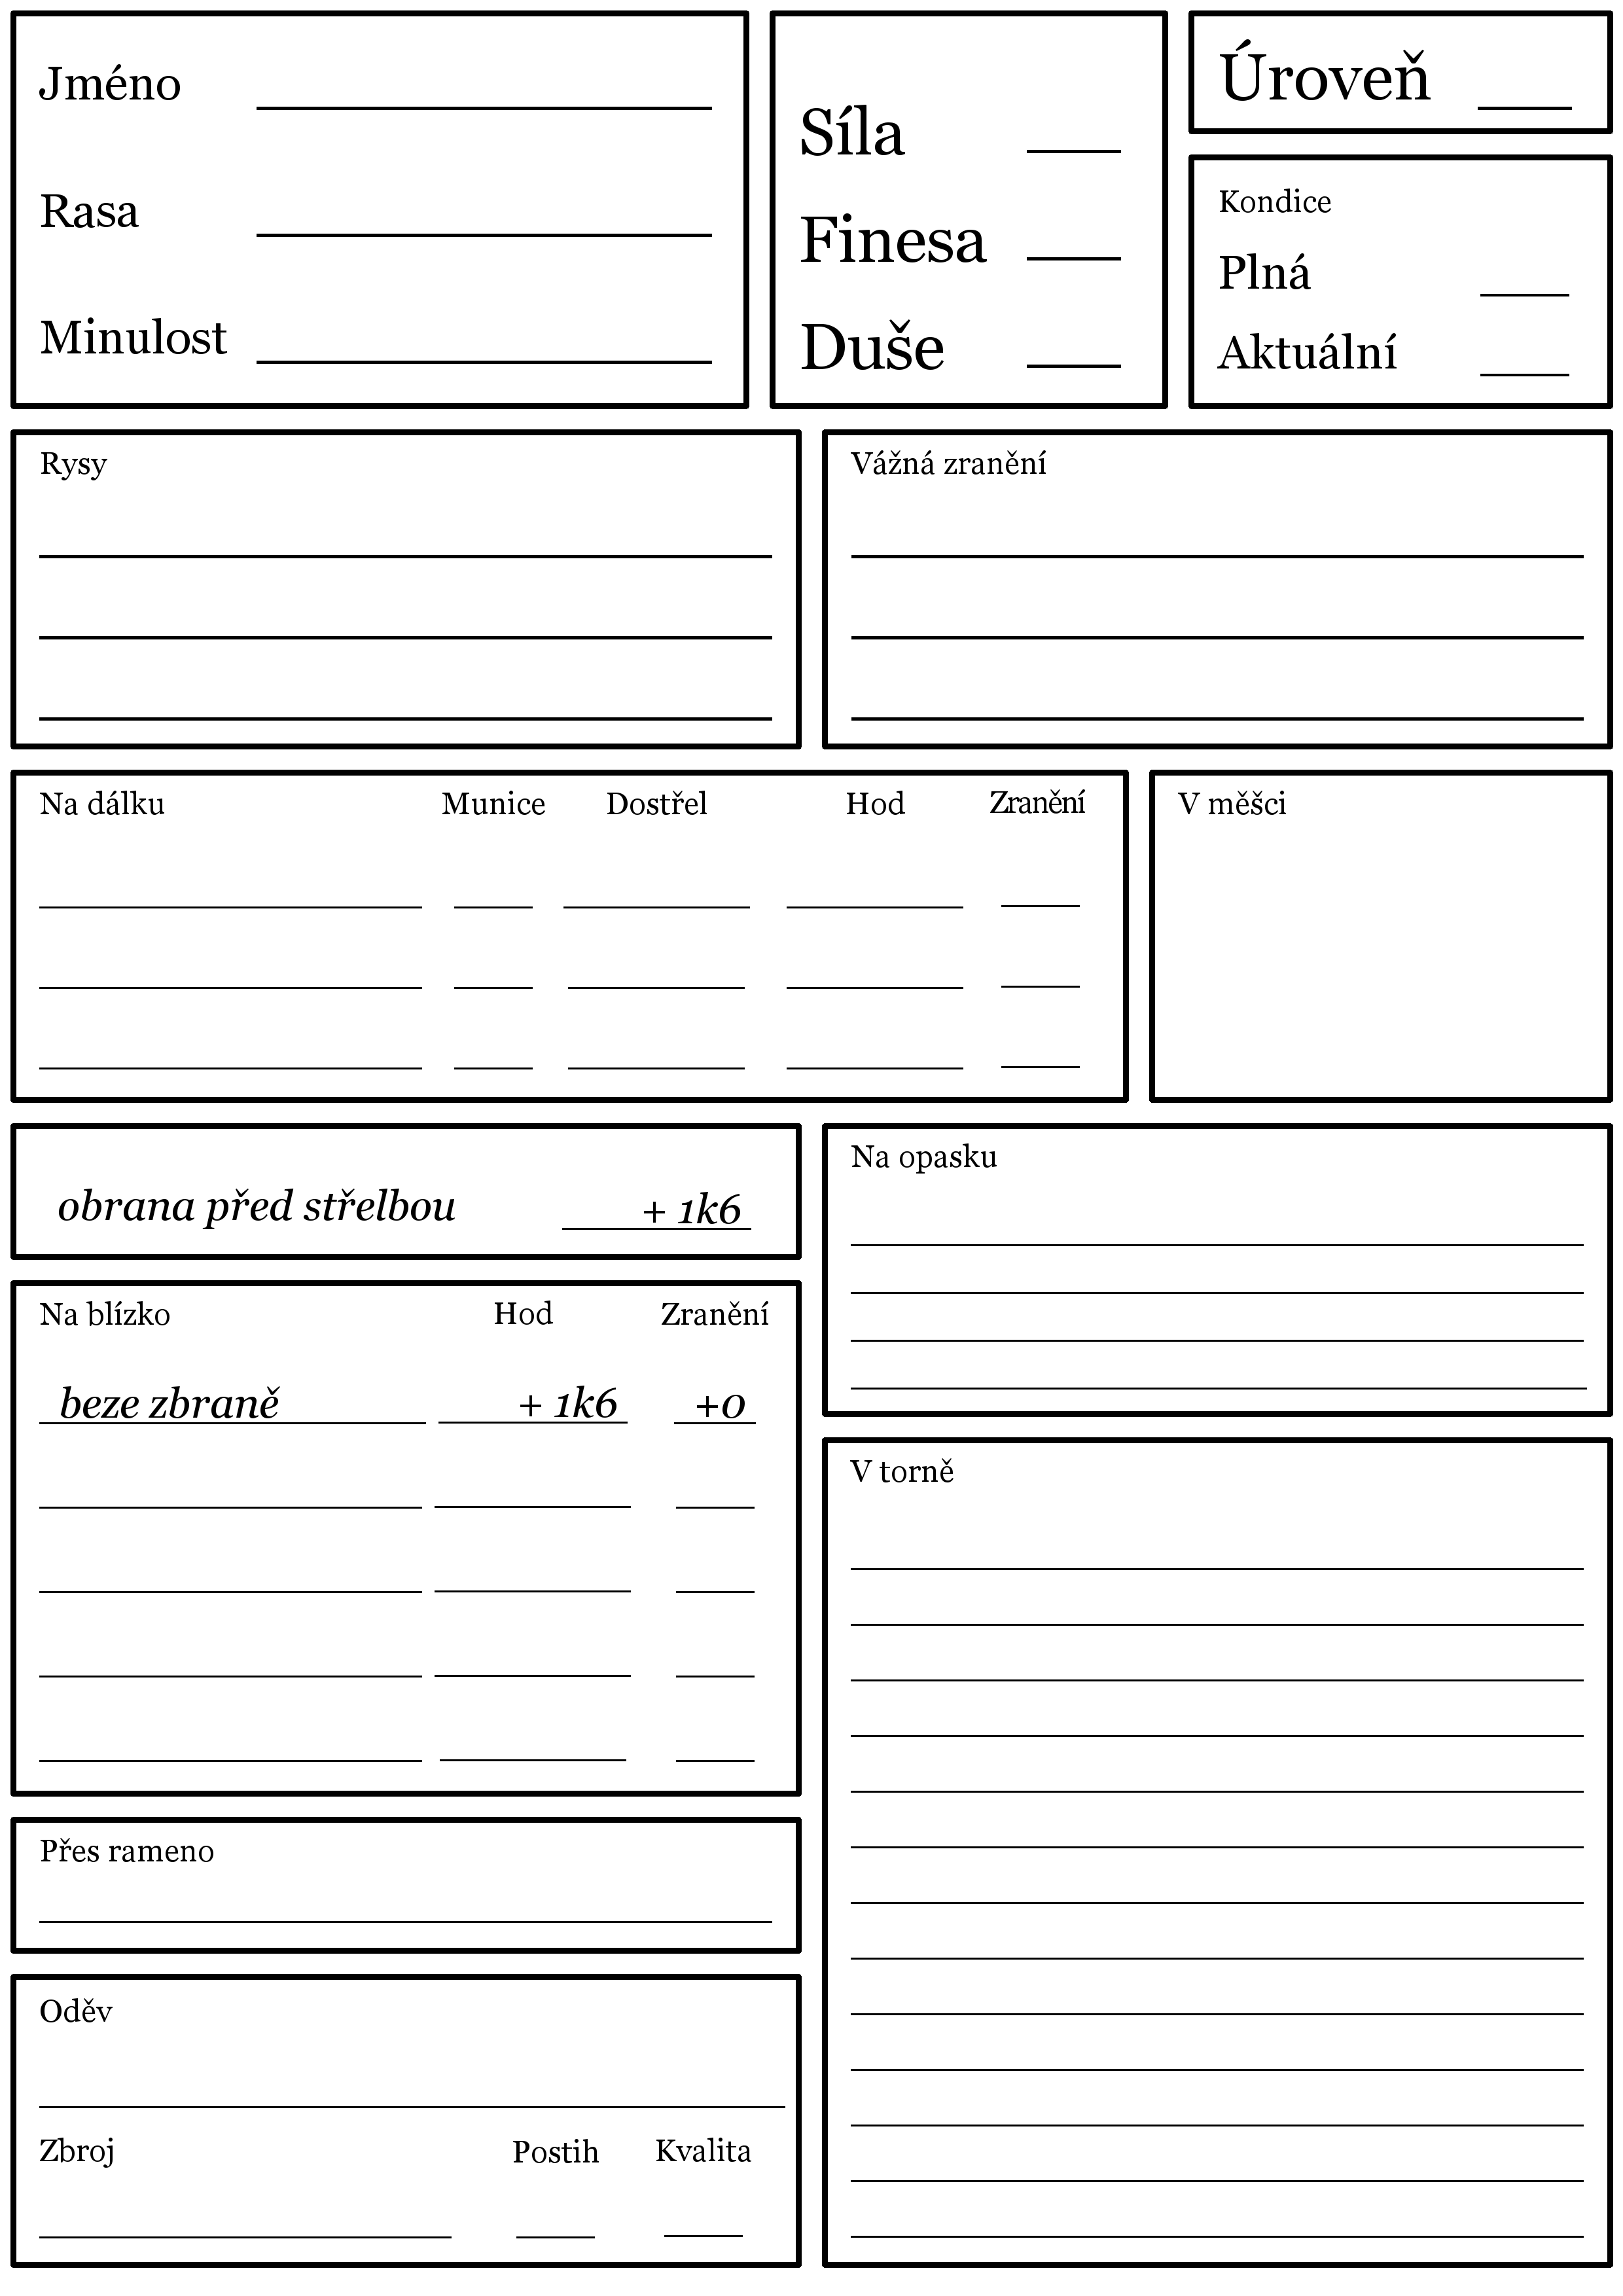 Jméno
Rasa
Minulost
Síla
Finesa
Duše
Úroveň
Kondice
Plná
Aktuální
Rysy
Vážná zranění
Na dálku Munice Dostřel Hod Zranění
V měšci
obrana před střelbou + 1k6
Na opasku
Na blízko Hod Zranění
beze zbraně + 1k6 +0
V torně
Přes rameno
Oděv
Zbroj Postih Kvalita